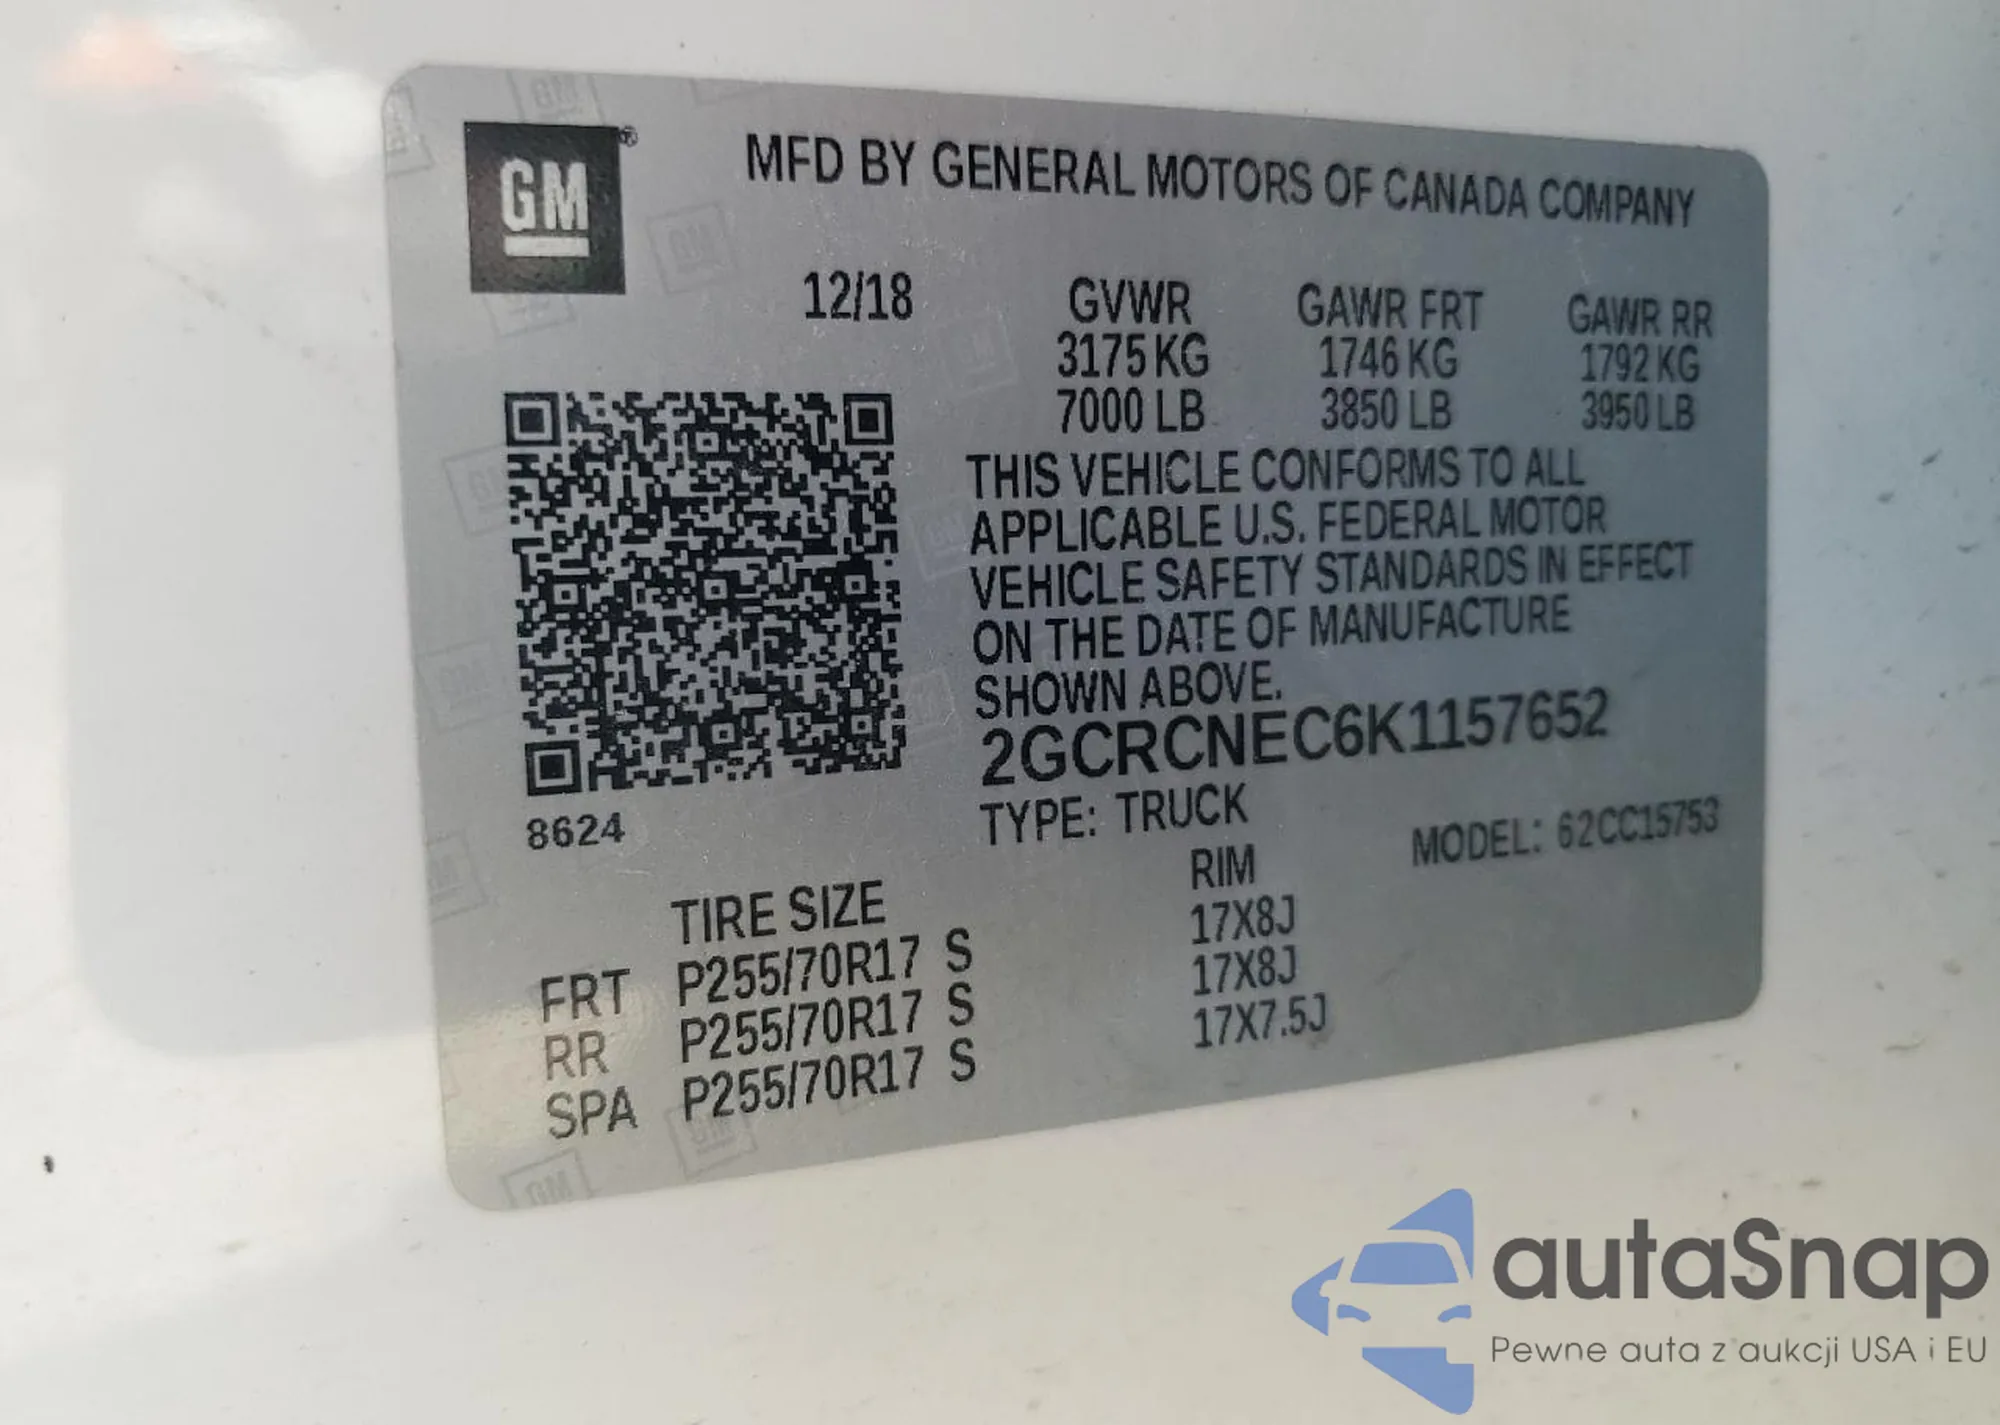 GM ®
MFD BY GENERAL MOTORS OF CANADA COMPANY
12/18 GVWR GAWR FRT GAWR RR
3175 KG 1746 KG 1792 KG
7000 LB 3850 LB 3950 LB
THIS VEHICLE CONFORMS TO ALL
APPLICABLE U.S. FEDERAL MOTOR
VEHICLE SAFETY STANDARDS IN EFFECT
ON THE DATE OF MANUFACTURE
SHOWN ABOVE.
2GCRCNEC6K1157652
8624
TYPE: TRUCK MODEL: 62CC15753
TIRE SIZE RIM
FRT P255/70R17 S 17X8J
RR P255/70R17 S 17X8J
SPA P255/70R17 S 17X7.5J
autaSnap
Pewne auta z aukcji USA i EU